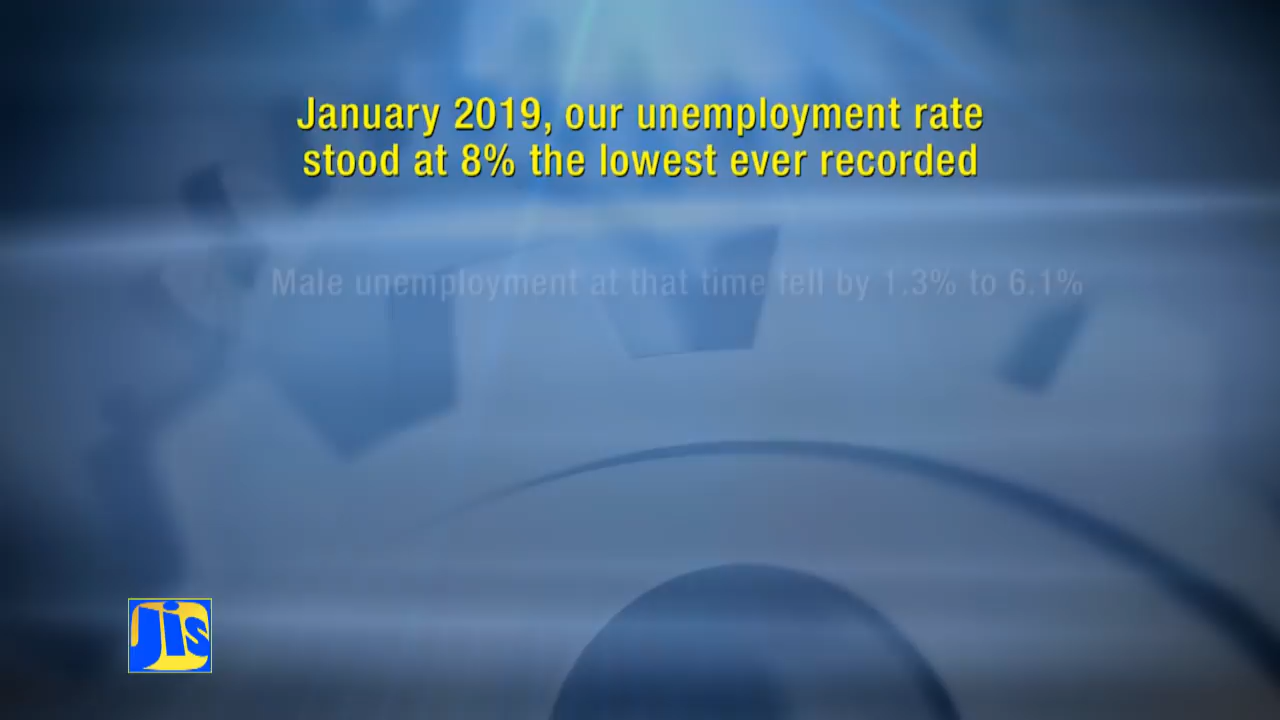 January 2019, our unemployment rate
stood at 8% the lowest ever recorded
Male unemployment at that time fell by 1.3% to 6.1%
Jis